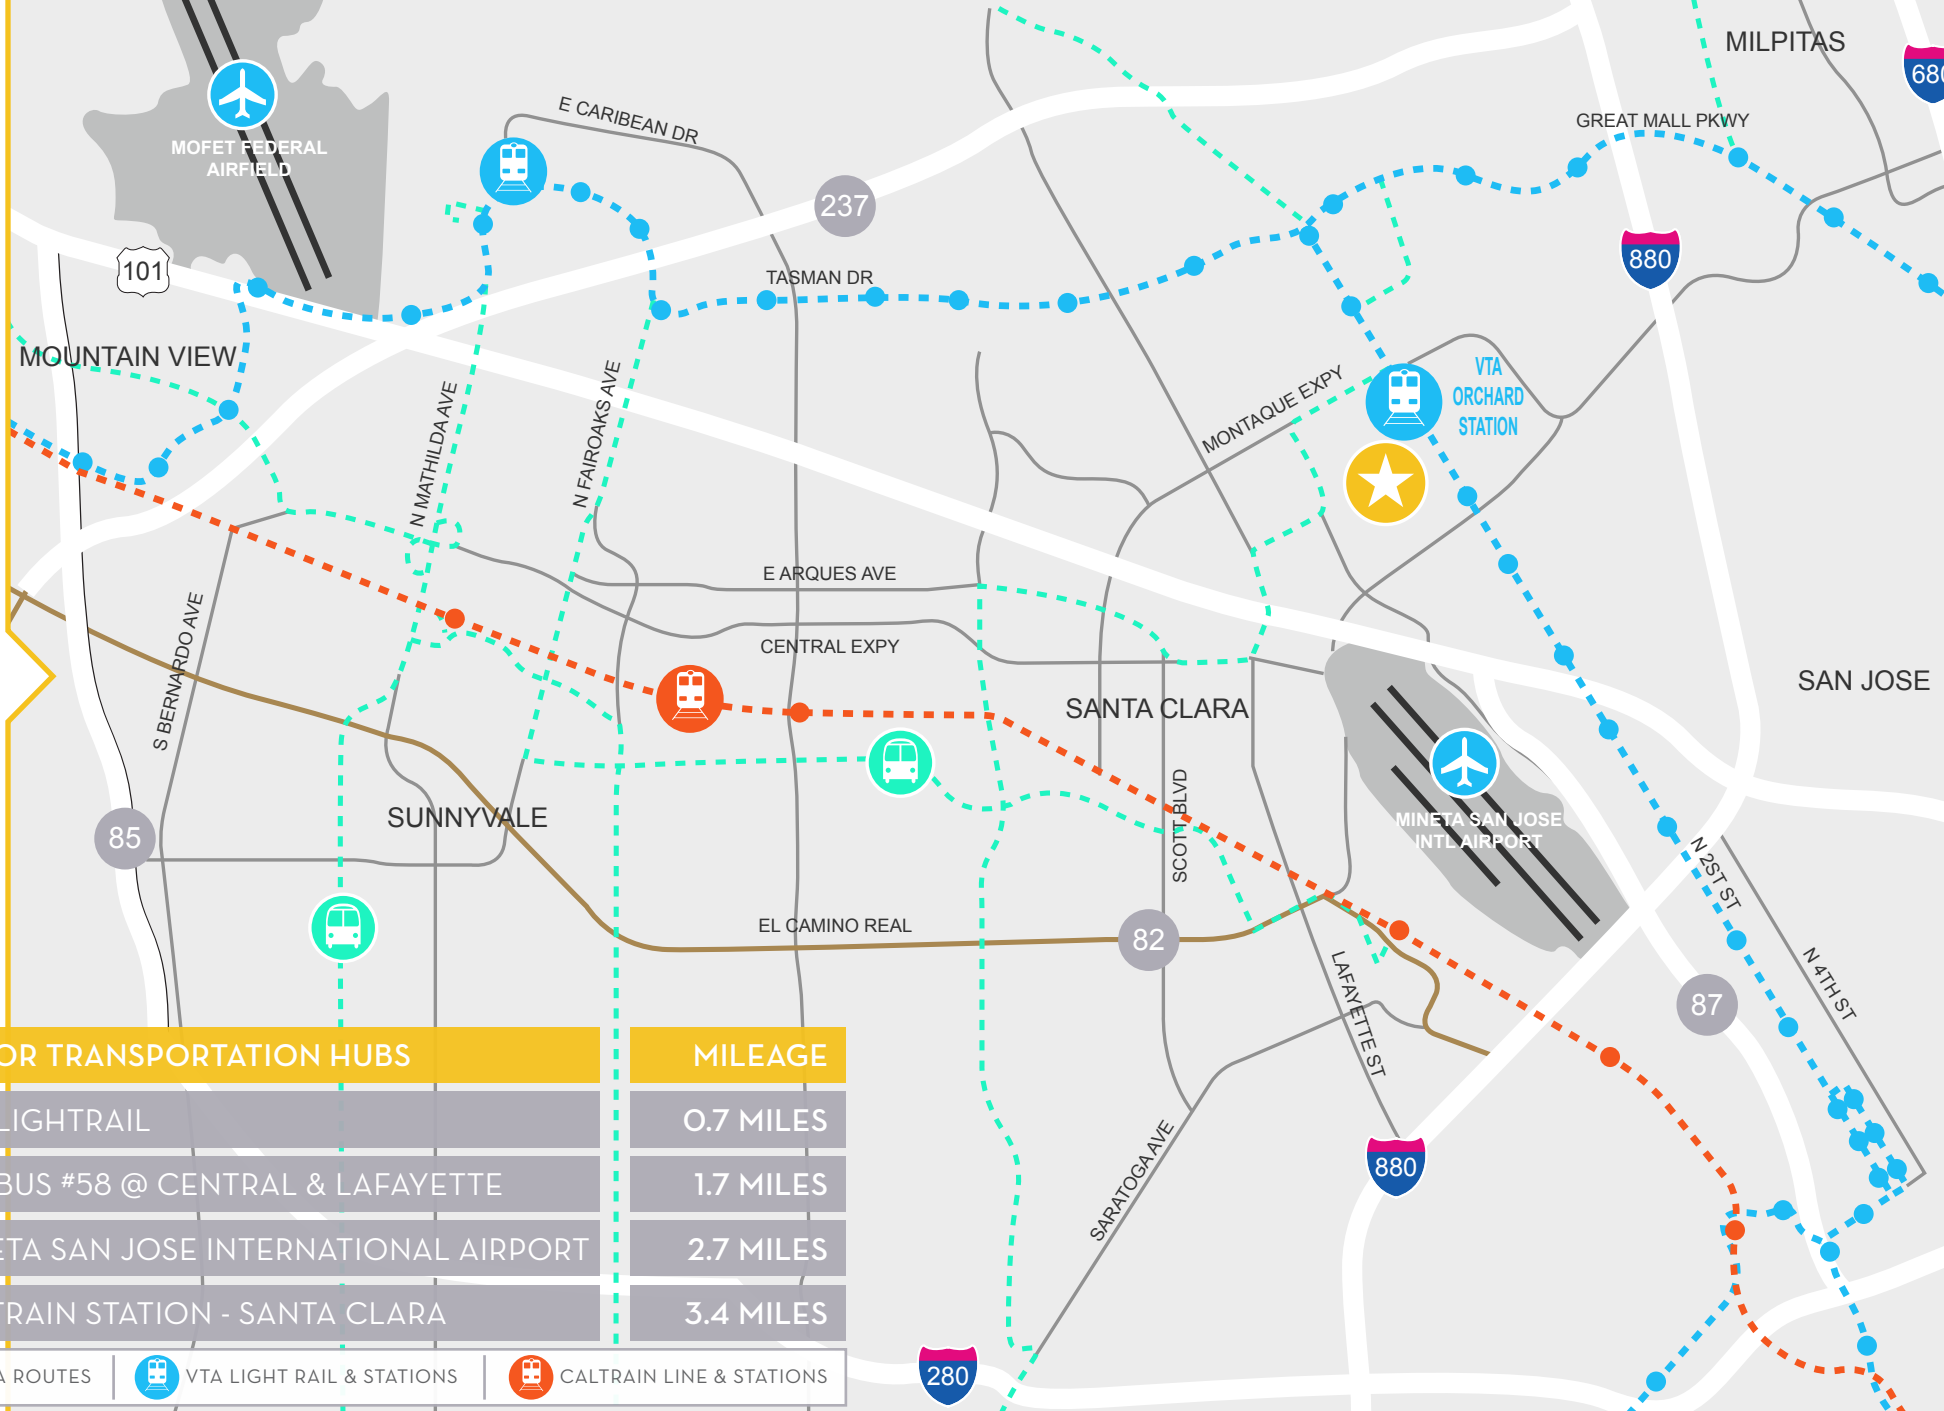 MILPITAS
680
MOFET FEDERAL
AIRFIELD
E CARIBEAN DR
GREAT MALL PKWY
237
880
101
TASMAN DR
MOUNTAIN VIEW
VTA
ORCHARD
STATION
MONTAQUE EXPY
N MATHILDA AVE
N FAIROAKS AVE
E ARQUES AVE
CENTRAL EXPY
S BERNARDO AVE
SANTA CLARA
SAN JOSE
SUNNYVALE
85
SCOTT BLVD
MINETA SAN JOSE
INTL AIRPORT
N 2ST ST
EL CAMINO REAL
82
LAFAYETTE ST
N 4TH ST
87
SARATOGA AVE
880
280
OR TRANSPORTATION HUBS MILEAGE
LIGHTRAIL 0.7 MILES
BUS #58 @ CENTRAL & LAFAYETTE 1.7 MILES
ETA SAN JOSE INTERNATIONAL AIRPORT 2.7 MILES
TRAIN STATION - SANTA CLARA 3.4 MILES
A ROUTES VTA LIGHT RAIL & STATIONS CALTRAIN LINE & STATIONS